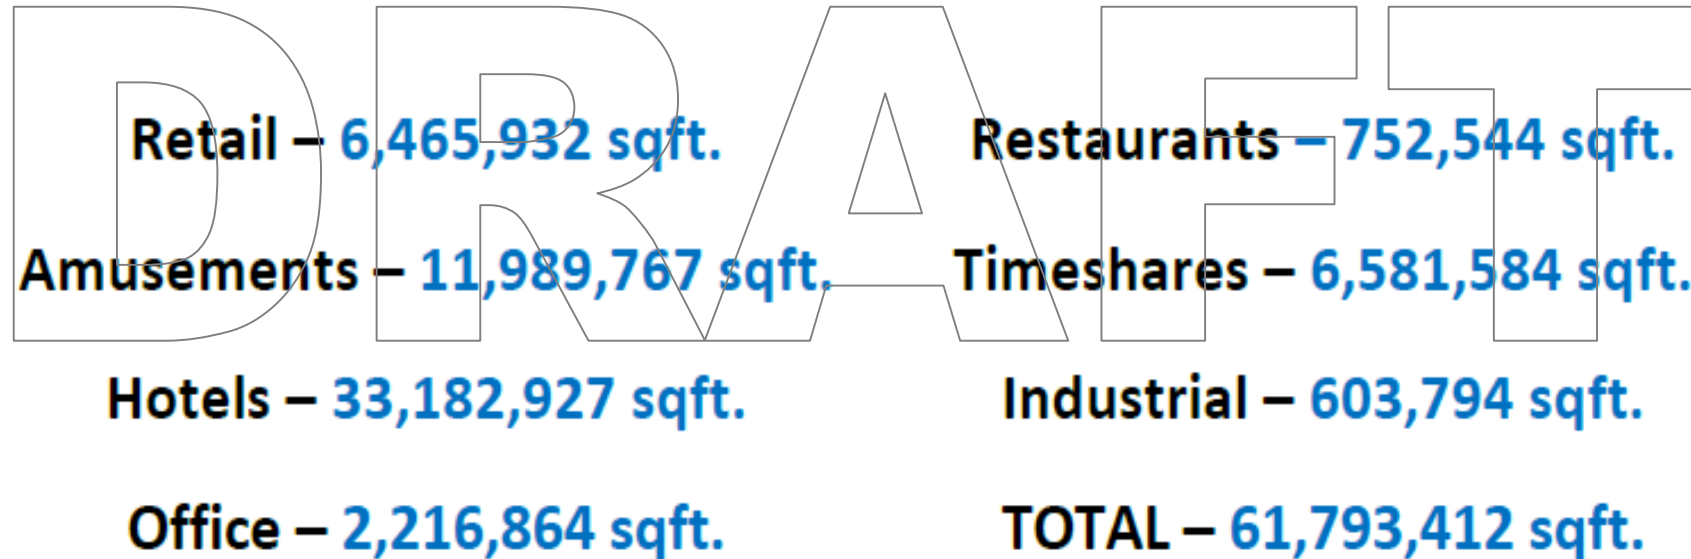 DRAFT
Retail – 6,465,932 sqft.
Restaurants – 752,544 sqft.
Amusements – 11,989,767 sqft.
Timeshares – 6,581,584 sqft.
Hotels – 33,182,927 sqft.
Industrial – 603,794 sqft.
Office – 2,216,864 sqft.
TOTAL – 61,793,412 sqft.